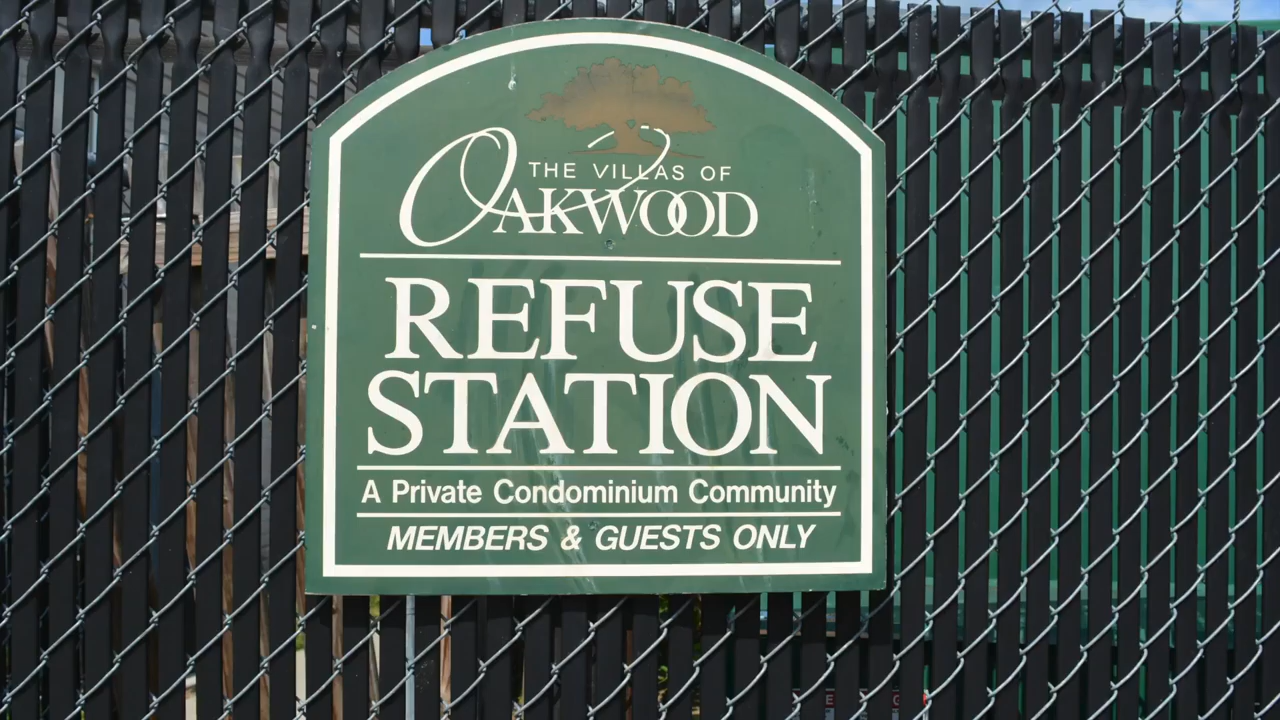 THE VILLAS OF
OAKWOOD
REFUSE
STATION
A Private Condominium Community
MEMBERS & GUESTS ONLY